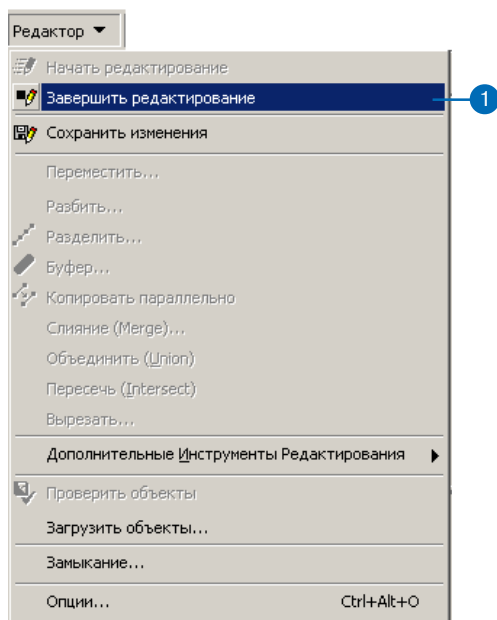 Редактор
Начать редактирование
Завершить редактирование
1
Сохранить изменения
Переместить...
Разбить...
Разделить...
Буфер...
Копировать параллельно
Слияние (Merge)...
Объединить (Union)
Пересечь (Intersect)
Вырезать...
Дополнительные Инструменты Редактирования
Проверить объекты
Загрузить объекты...
Замыкание...
Опции... Ctrl+Alt+O